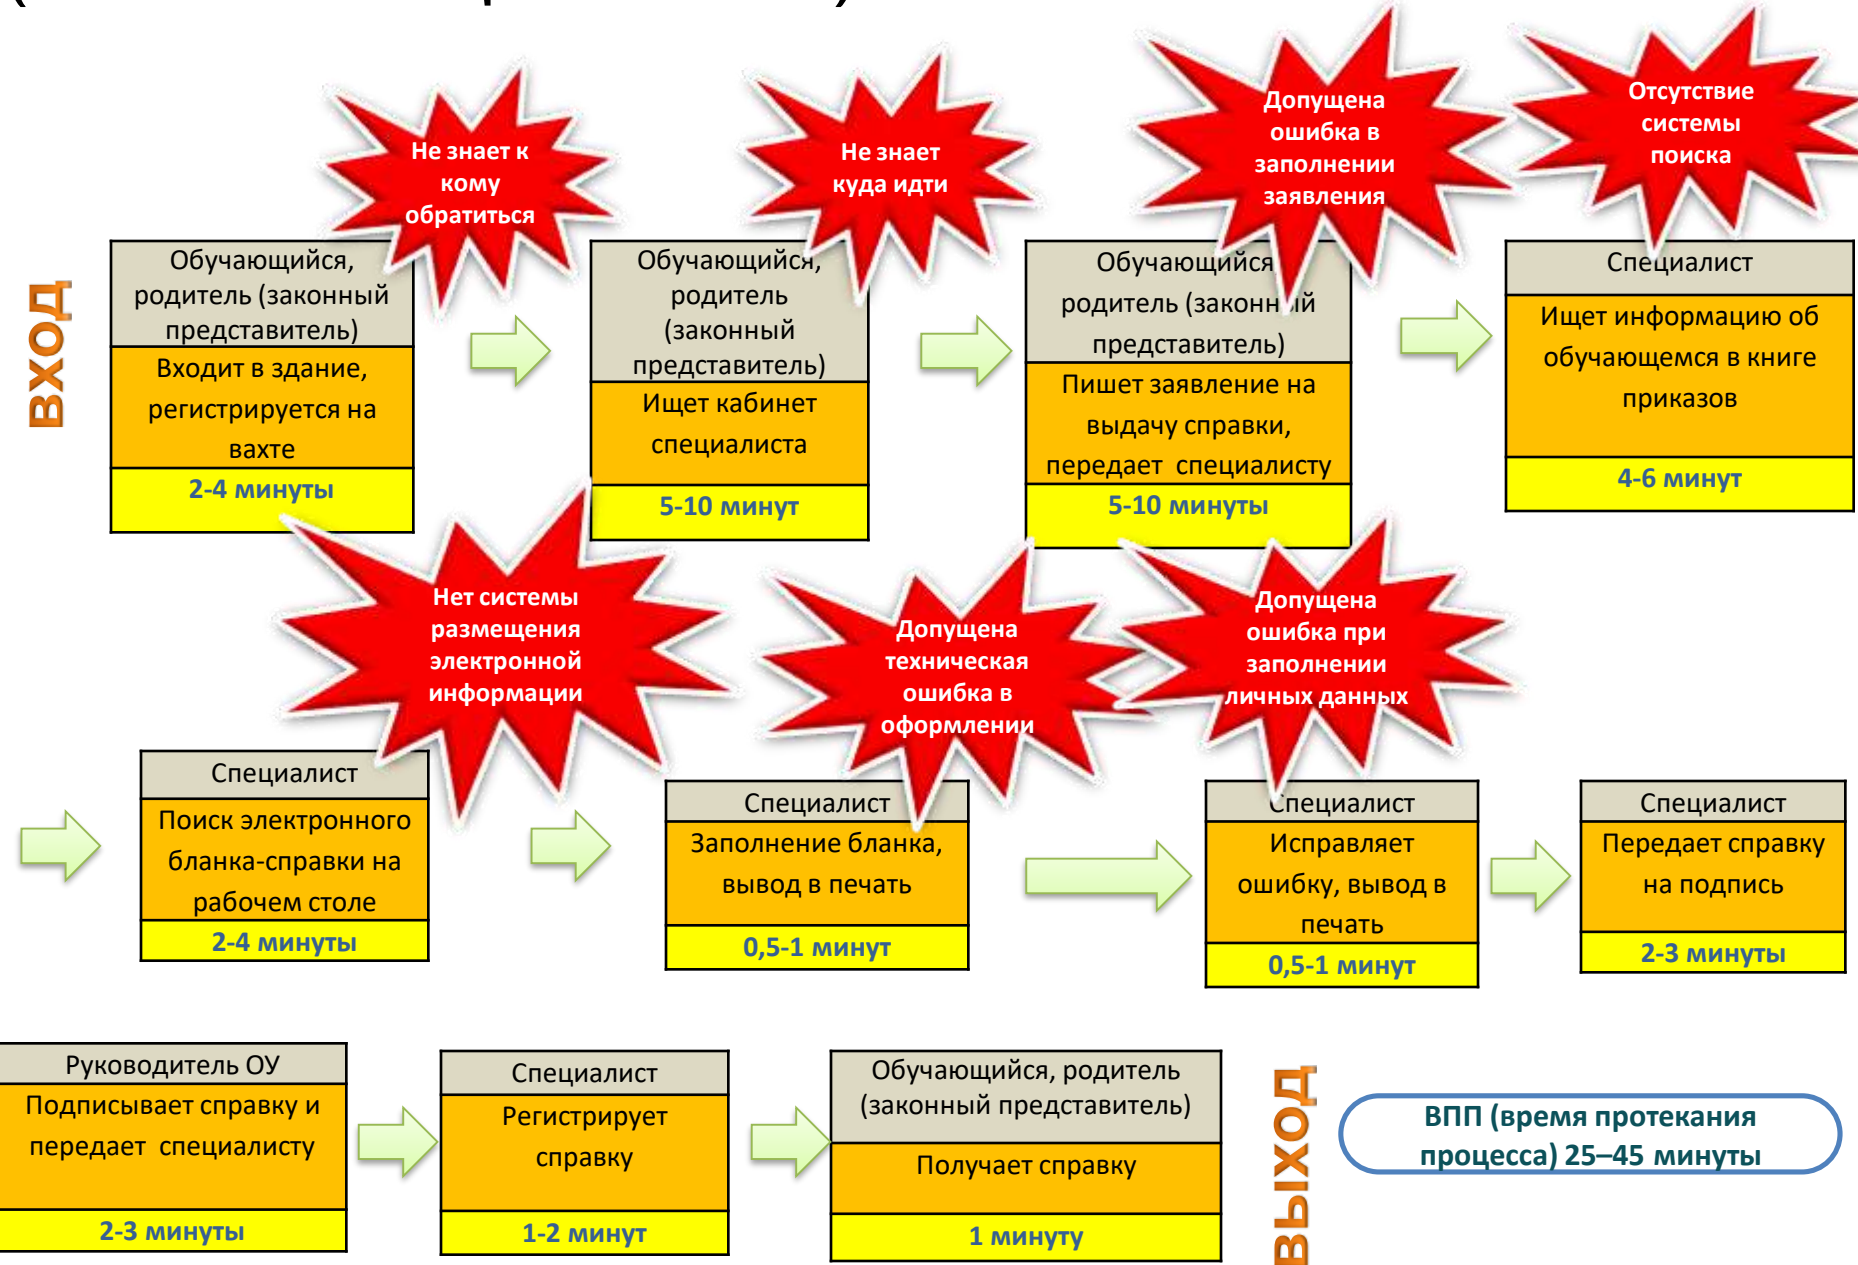 Не знает к
кому
обратиться
Не знает
куда идти
Допущена
ошибка в
заполнении
заявления
Отсутствие
системы
поиска
ВХОД
Обучающийся,
родитель (законный
представитель)
Входит в здание,
регистрируется на
вахте
2-4 минуты
Обучающийся,
родитель
(законный
представитель)
Ищет кабинет
специалиста
5-10 минут
Обучающийся
родитель (законный
представитель)
Пишет заявление на
выдачу справки,
передает специалисту
5-10 минуты
Специалист
Ищет информацию об
обучающемся в книге
приказов
4-6 минут
Нет системы
размещения
электронной
информации
Допущена
техническая
ошибка в
оформлении
Допущена
ошибка при
заполнении
личных данных
Специалист
Поиск электронного
бланка-справки на
рабочем столе
2-4 минуты
Специалист
Заполнение бланка,
вывод в печать
0,5-1 минут
Специалист
Исправляет
ошибку, вывод в
печать
0,5-1 минут
Специалист
Передает справку
на подпись
2-3 минуты
Руководитель ОУ
Подписывает справку и
передает специалисту
2-3 минуты
Специалист
Регистрирует
справку
1-2 минут
Обучающийся, родитель
(законный представитель)
Получает справку
1 минуту
ВЫХОД
ВПП (время протекания
процесса) 25–45 минуты